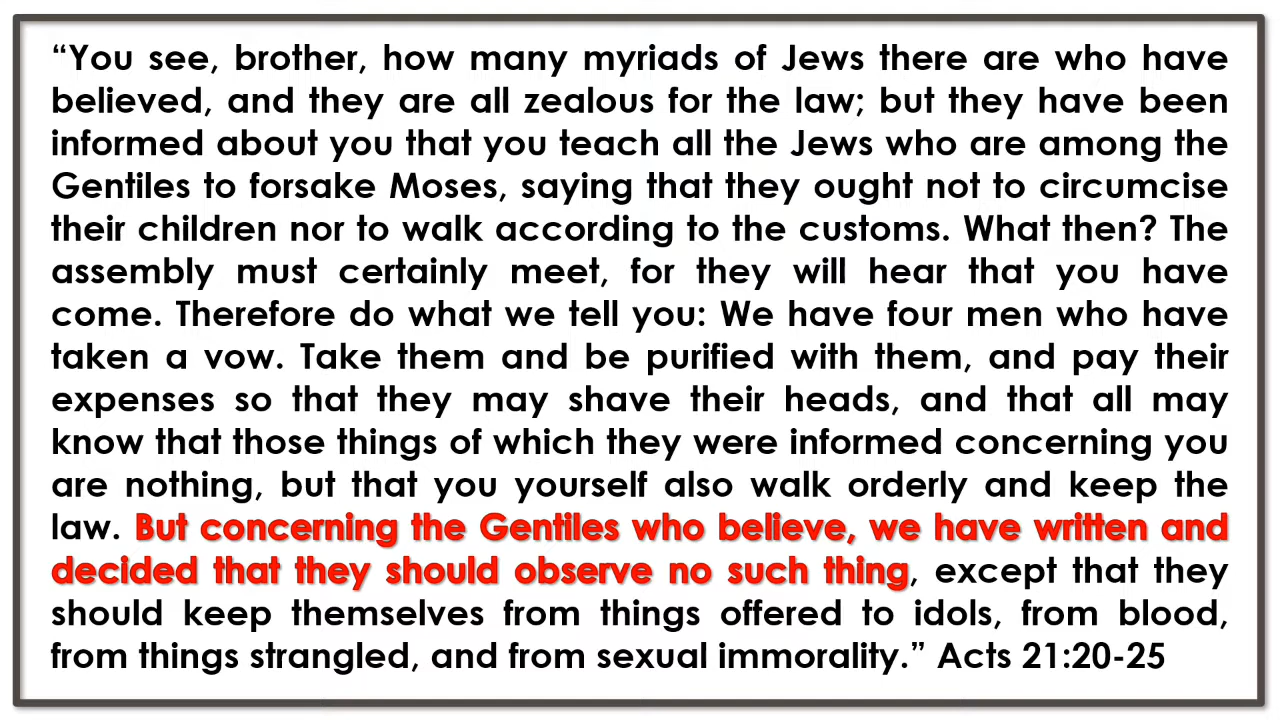 “You see, brother, how many myriads of Jews there are who have
believed, and they are all zealous for the law; but they have been
informed about you that you teach all the Jews who are among the
Gentiles to forsake Moses, saying that they ought not to circumcise
their children nor to walk according to the customs. What then? The
assembly must certainly meet, for they will hear that you have
come. Therefore do what we tell you: We have four men who have
taken a vow. Take them and be purified with them, and pay their
expenses so that they may shave their heads, and that all may
know that those things of which they were informed concerning you
are nothing, but that you yourself also walk orderly and keep the
law. But concerning the Gentiles who believe, we have written and
decided that they should observe no such thing, except that they
should keep themselves from things offered to idols, from blood,
from things strangled, and from sexual immorality.” Acts 21:20-25